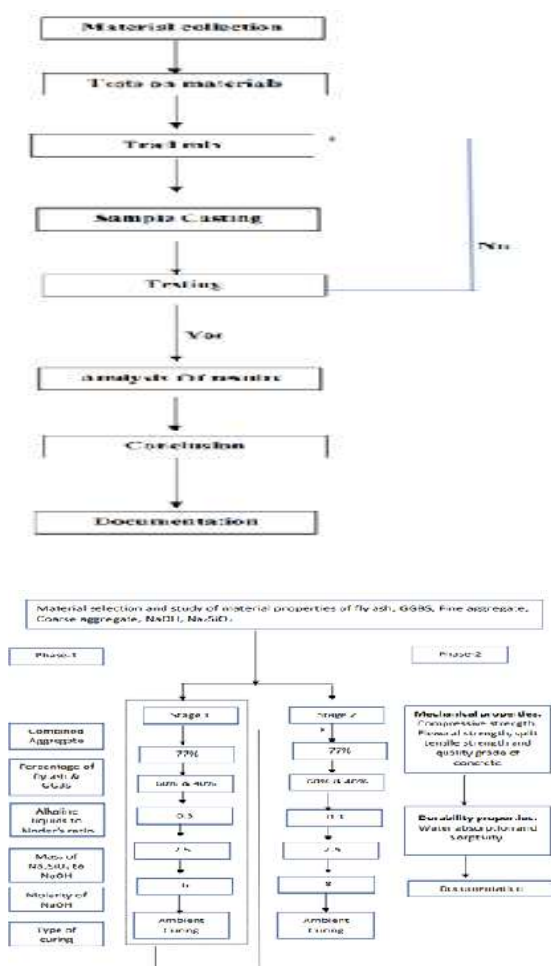 Material collection
Tests on materials
Trail mix
Sample Casting
No
Testing
Yes
Analysis Of results
Conclusion
Documentation
Material selection and study of material properties of fly ash, GGBS, Fine aggregate,
Coarse aggregate, NaOH, Na₂SiO₃
Phase-1
Phase-2
Stage 1
Stage 2
Combined
Aggregate
77%
77%
Mechanical properties.
Compressive strength,
Flexural strength, split
tensile strength and
quality grade of
concrete
Percentage of
fly ash &
GGBS
60% & 40%
60% & 40%
Alkaline
liquids to
ratio
Durability properties.
Water absorption and
sorptivity
Mass of
Na₂SiO₃ to
NaOH
2.5
2.5
Documentation
Molarity of
NaOH
8
Type of
curing
Ambient
Curing
Ambient
Curing